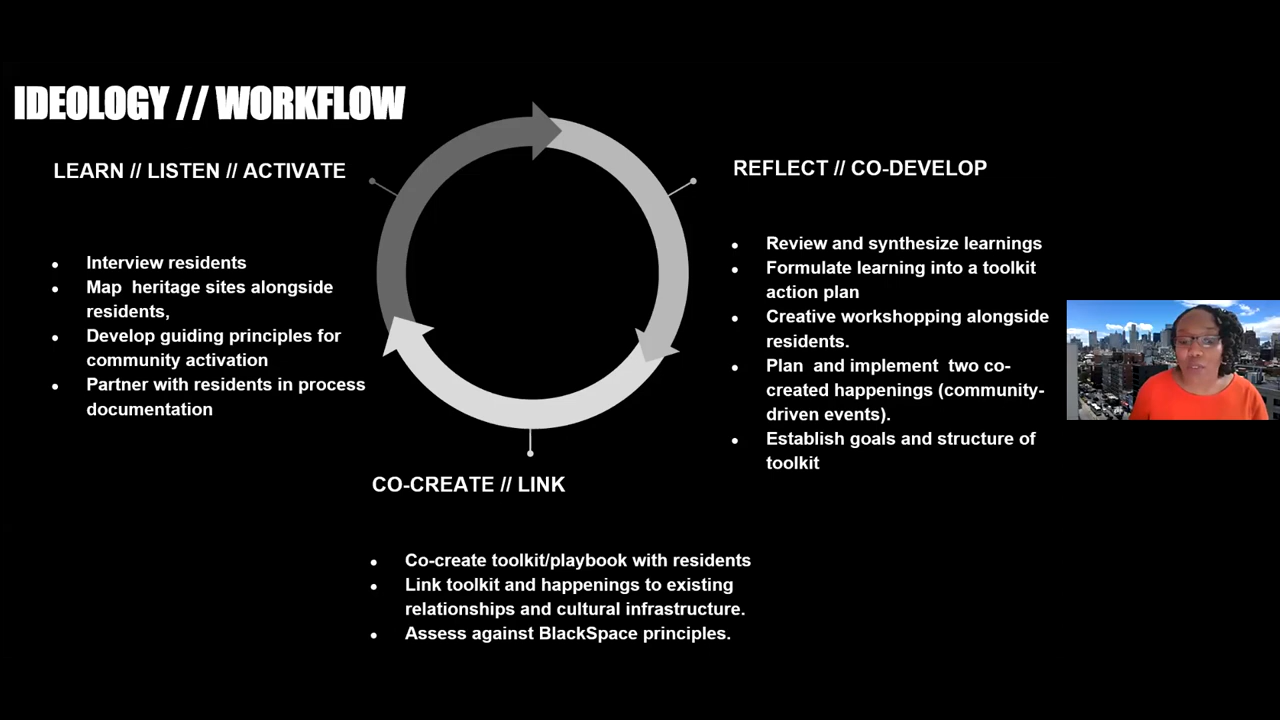 IDEOLOGY // WORKFLOW
LEARN // LISTEN // ACTIVATE
• Interview residents
• Map  heritage sites alongside
residents,
• Develop guiding principles for
community activation
• Partner with residents in process
documentation
REFLECT // CO-DEVELOP
• Review and synthesize learnings
• Formulate learning into a toolkit
action plan
• Creative workshopping alongside
residents.
• Plan  and implement  two co-
created happenings (community-
driven events).
• Establish goals and structure of
toolkit
CO-CREATE // LINK
• Co-create toolkit/playbook with residents
• Link toolkit and happenings to existing
relationships and cultural infrastructure.
• Assess against BlackSpace principles.